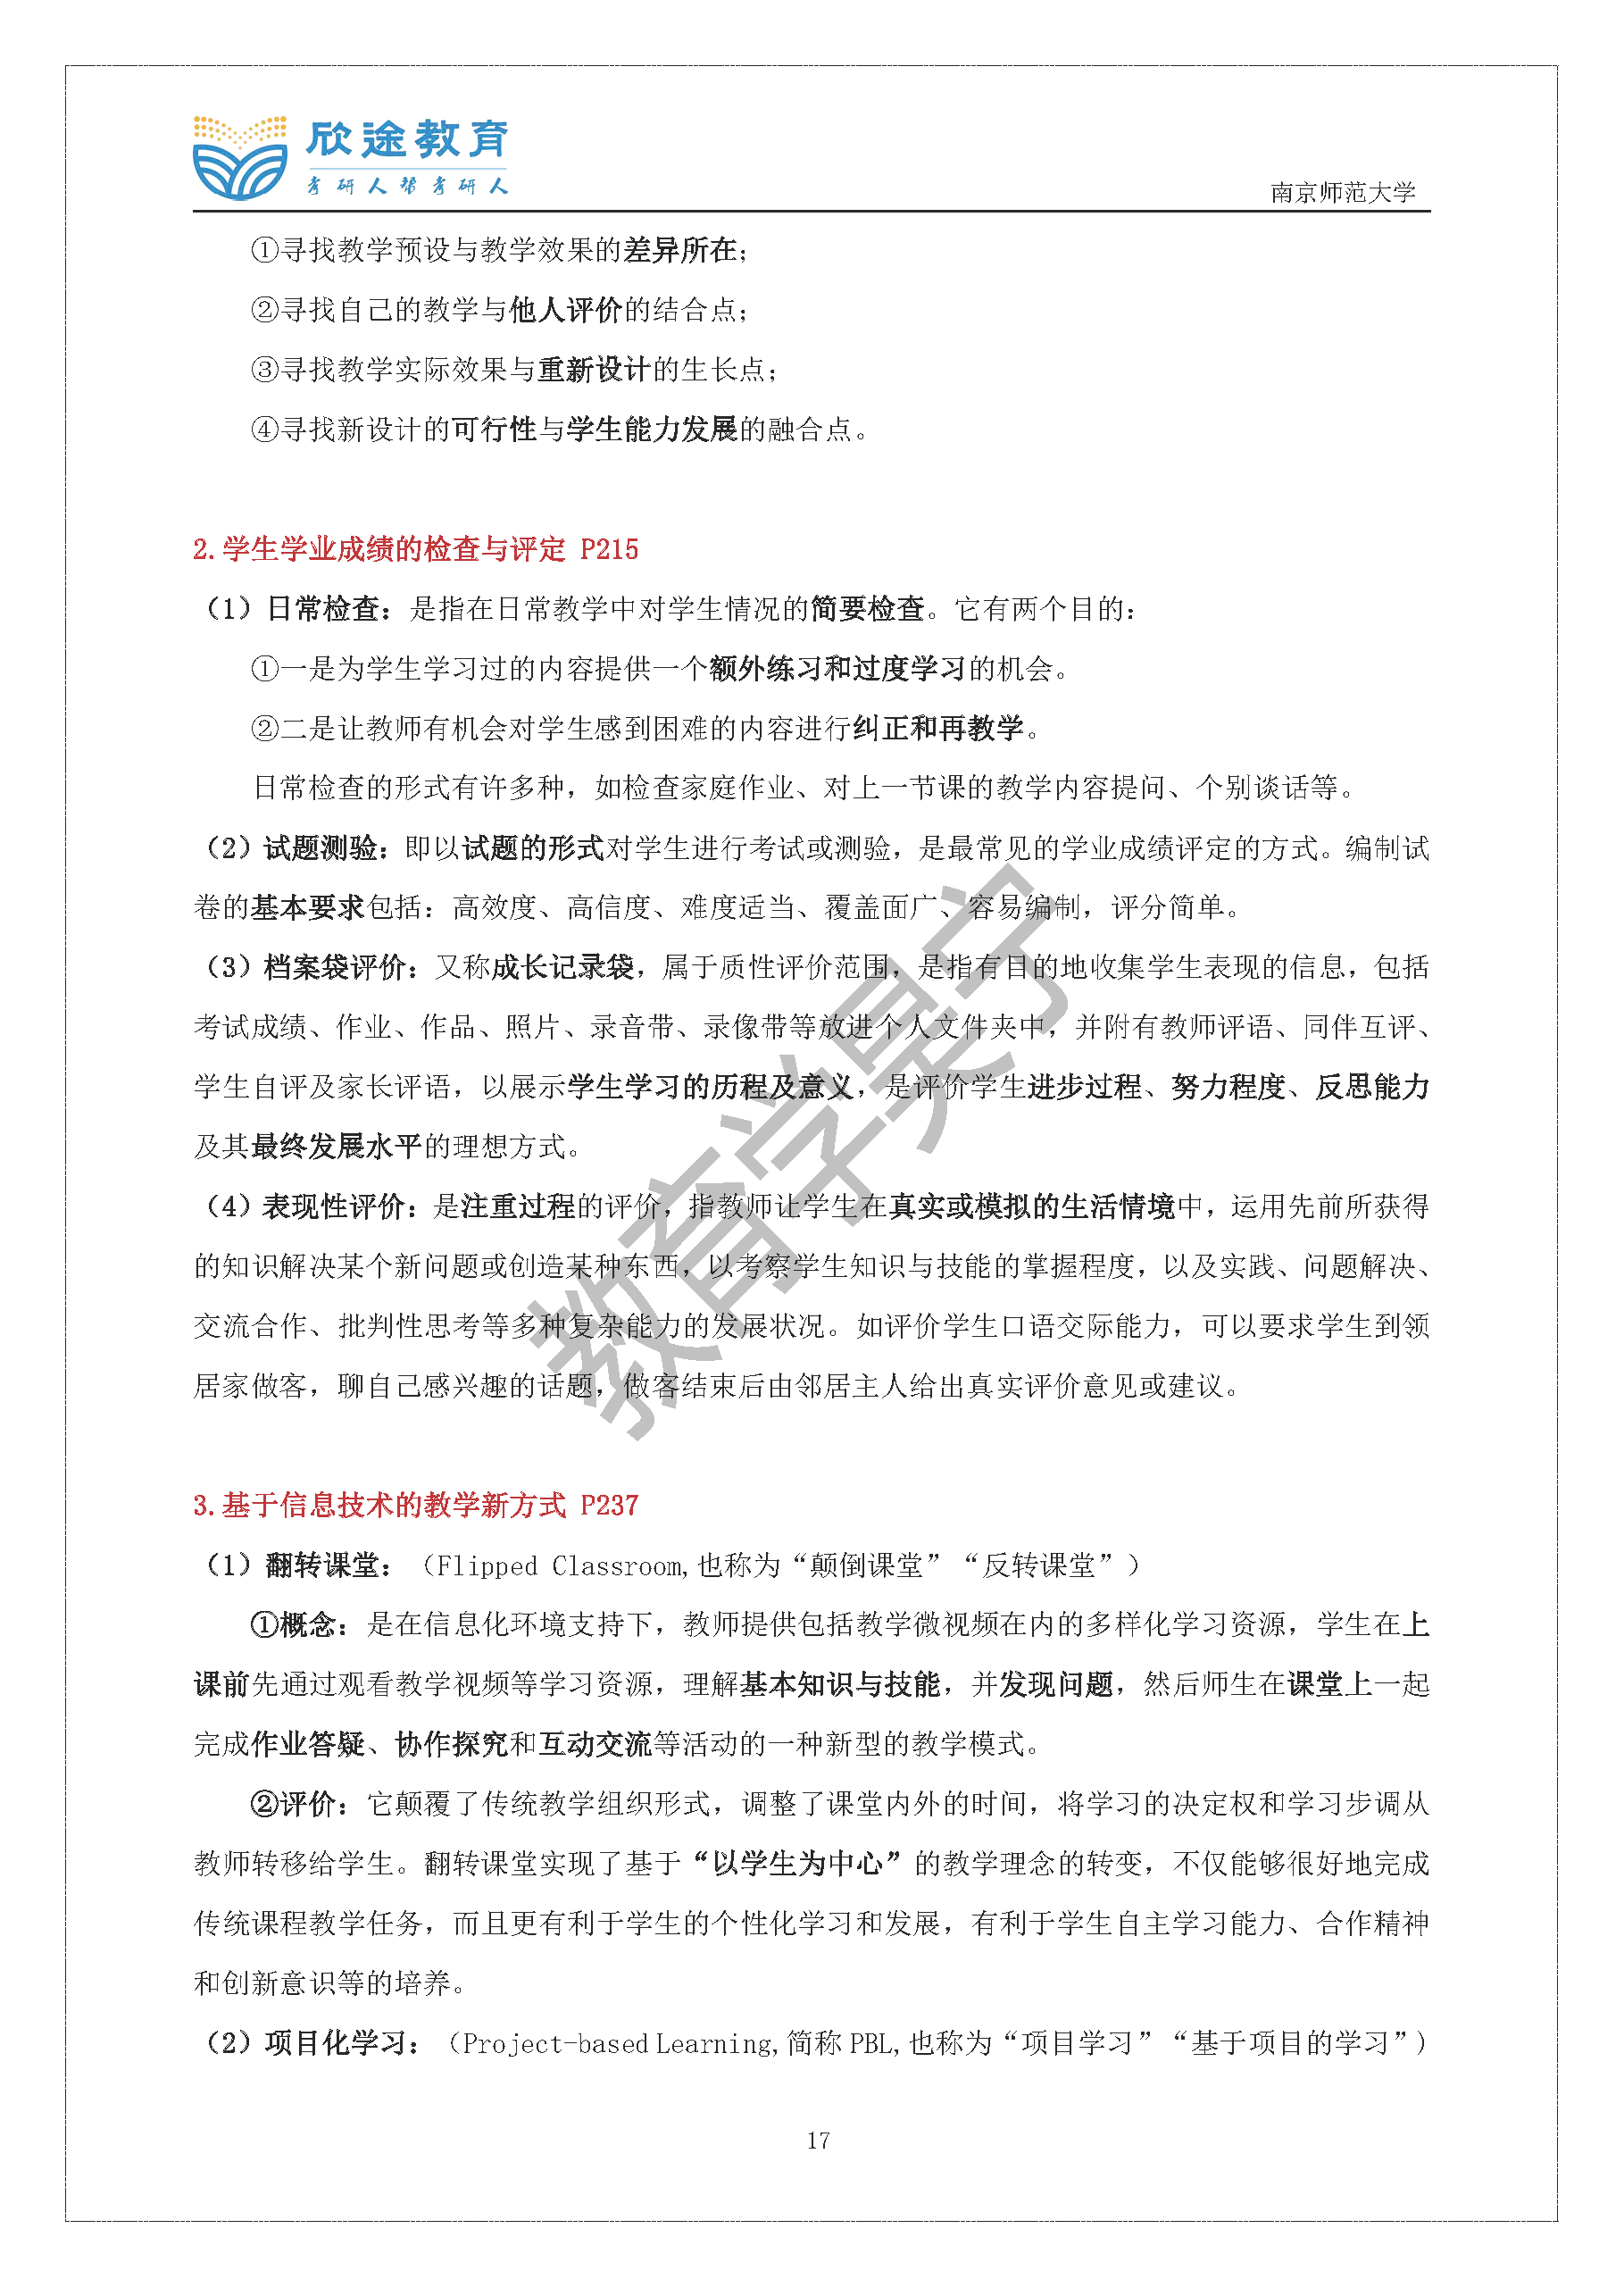 欣途教育
考研人帮考研人
南京师范大学
①寻找教学预设与教学效果的差异所在；
②寻找自己的教学与他人评价的结合点；
③寻找教学实际效果与重新设计的生长点；
④寻找新设计的可行性与学生能力发展的融合点。
2.学生学业成绩的检查与评定 P215
（1）日常检查：是指在日常教学中对学生情况的简要检查。它有两个目的：
①一是为学生学习过的内容提供一个额外练习和过度学习的机会。
②二是让教师有机会对学生感到困难的内容进行纠正和再教学。
日常检查的形式有许多种，如检查家庭作业、对上一节课的教学内容提问、个别谈话等。
（2）试题测验：即以试题的形式对学生进行考试或测验，是最常见的学业成绩评定的方式。编制试
卷的基本要求包括：高效度、高信度、难度适当、覆盖面广、容易编制，评分简单。
（3）档案袋评价：又称成长记录袋，属于质性评价范围，是指有目的地收集学生表现的信息，包括
考试成绩、作业、作品、照片、录音带、录像带等放进个人文件夹中，并附有教师评语、同伴互评、
学生自评及家长评语，以展示学生学习的历程及意义，是评价学生进步过程、努力程度、反思能力
及其最终发展水平的理想方式。
（4）表现性评价：是注重过程的评价，指教师让学生在真实或模拟的生活情境中，运用先前所获得
的知识解决某个新问题或创造某种东西，以考察学生知识与技能的掌握程度，以及实践、问题解决、
交流合作、批判性思考等多种复杂能力的发展状况。如评价学生口语交际能力，可以要求学生到领
居家做客，聊自己感兴趣的话题，做客结束后由邻居主人给出真实评价意见或建议。
3.基于信息技术的教学新方式 P237
（1）翻转课堂：（Flipped Classroom,也称为“颠倒课堂”“反转课堂”）
①概念：是在信息化环境支持下，教师提供包括教学微视频在内的多样化学习资源，学生在上
课前先通过观看教学视频等学习资源，理解基本知识与技能，并发现问题，然后师生在课堂上一起
完成作业答疑、协作探究和互动交流等活动的一种新型的教学模式。
②评价：它颠覆了传统教学组织形式，调整了课堂内外的时间，将学习的决定权和学习步调从
教师转移给学生。翻转课堂实现了基于“以学生为中心”的教学理念的转变，不仅能够很好地完成
传统课程教学任务，而且更有利于学生的个性化学习和发展，有利于学生自主学习能力、合作精神
和创新意识等的培养。
（2）项目化学习：（Project-based Learning,简称 PBL,也称为“项目学习”“基于项目的学习”）
17
教育学昊宁